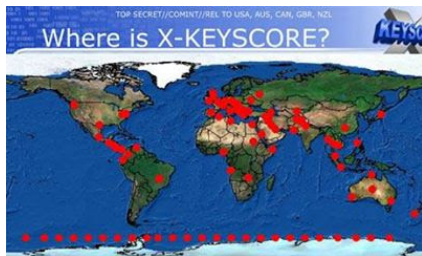 TOP SECRET//COMINT//REL TO USA, AUS, CAN, GBR, NZL
Where is X-KEYSCORE?